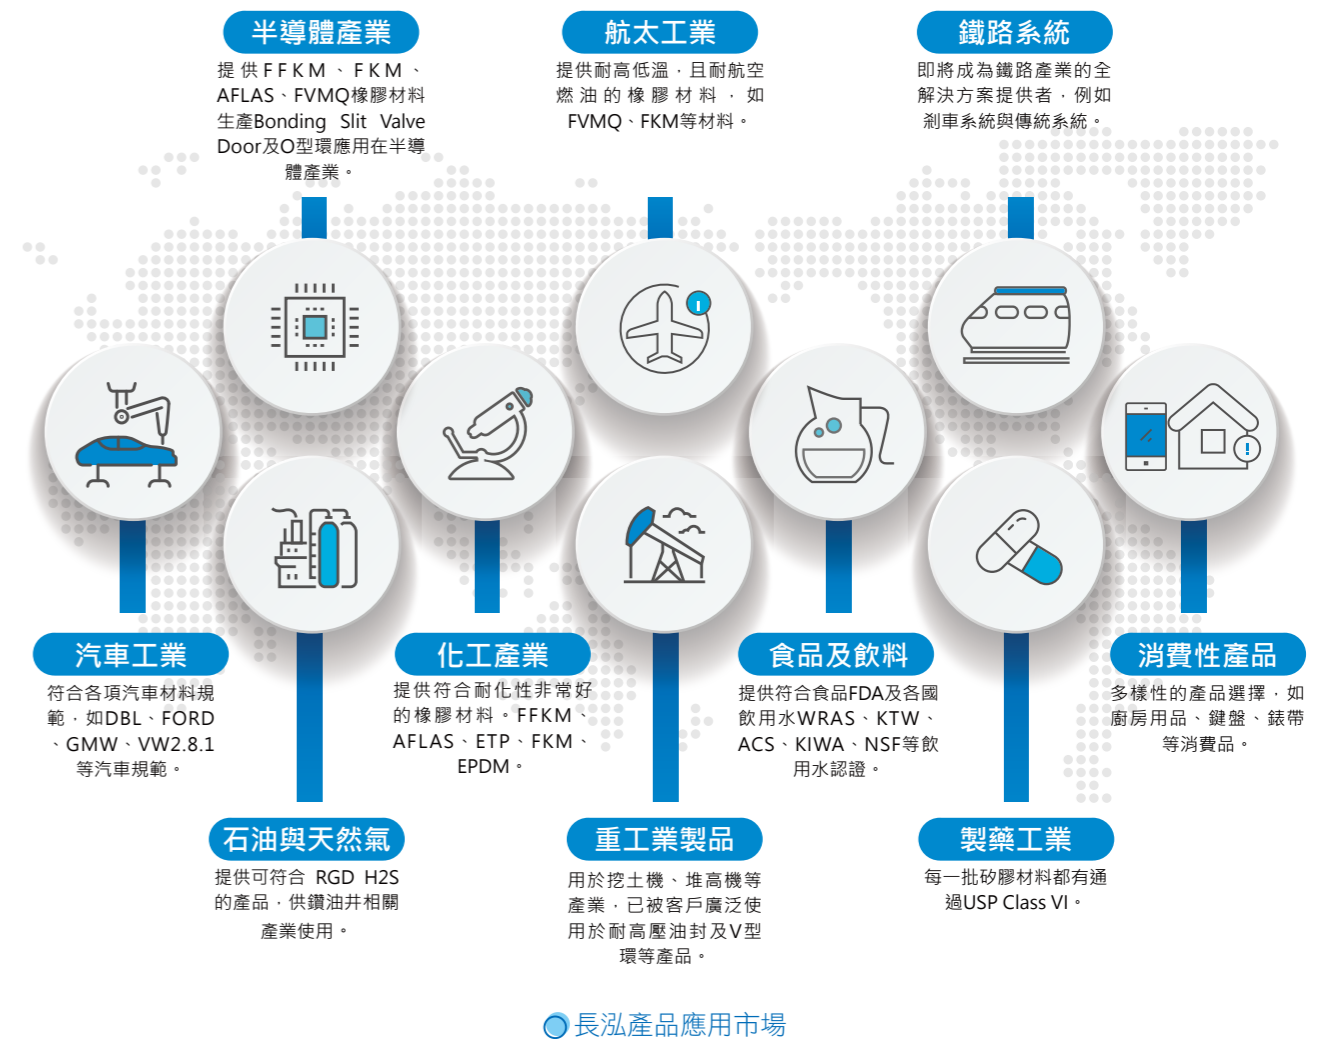 半導體產業
提供FFKM、FKM、
AFLAS、FVMQ橡膠材料
生產Bonding Slit Valve
Door及O型環應用在半導
體產業。
航太工業
提供耐高低溫，且耐航空
燃油的橡膠材料，如
FVMQ、FKM等材料。
鐵路系統
即將成為鐵路產業的全
解決方案提供者，例如
剎車系統與傳統系統。
汽車工業
符合各項汽車材料規
範，如DBL、FORD
、GMW、VW2.8.1
等汽車規範。
化工產業
提供符合耐化性非常好
的橡膠材料。FFKM、
AFLAS、ETP、FKM、
EPDM。
食品及飲料
提供符合食品FDA及各國
飲用水WRAS、KTW、
ACS、KIWA、NSF等飲
用水認證。
消費性產品
多樣性的產品選擇，如
廚房用品、鍵盤、錶帶
等消費品。
石油與天然氣
提供可符合 RGD H2S
的產品，供鑽油井相關
產業使用。
重工業製品
用於挖土機、堆高機等
產業，已被客戶廣泛使
用於耐高壓油封及V型
環等產品。
製藥工業
每一批矽膠材料都有通
過USP Class VI。
長泓產品應用市場